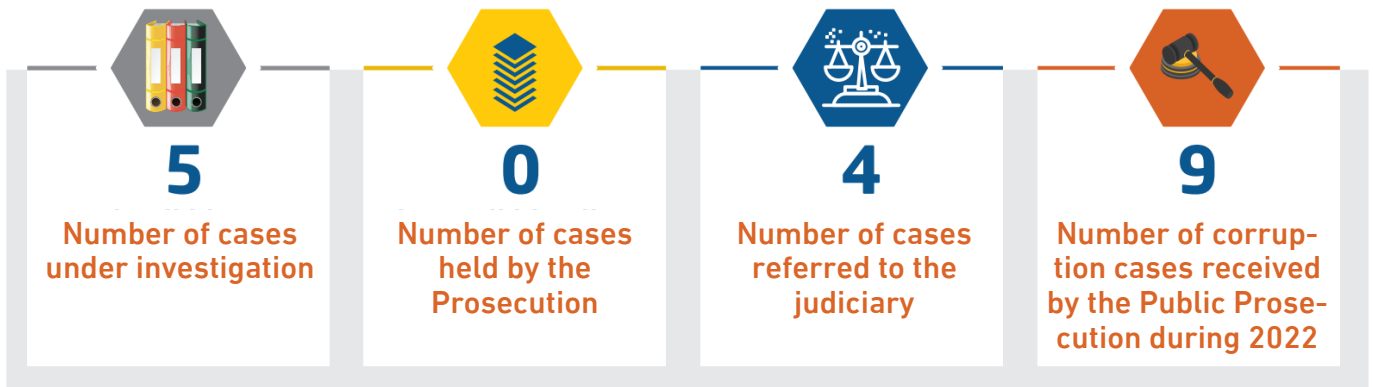 5
Number of cases
under investigation
0
Number of cases
held by the
Prosecution
4
Number of cases
referred to the
judiciary
9
Number of corrup-
tion cases received
by the Public Prose-
cution during 2022